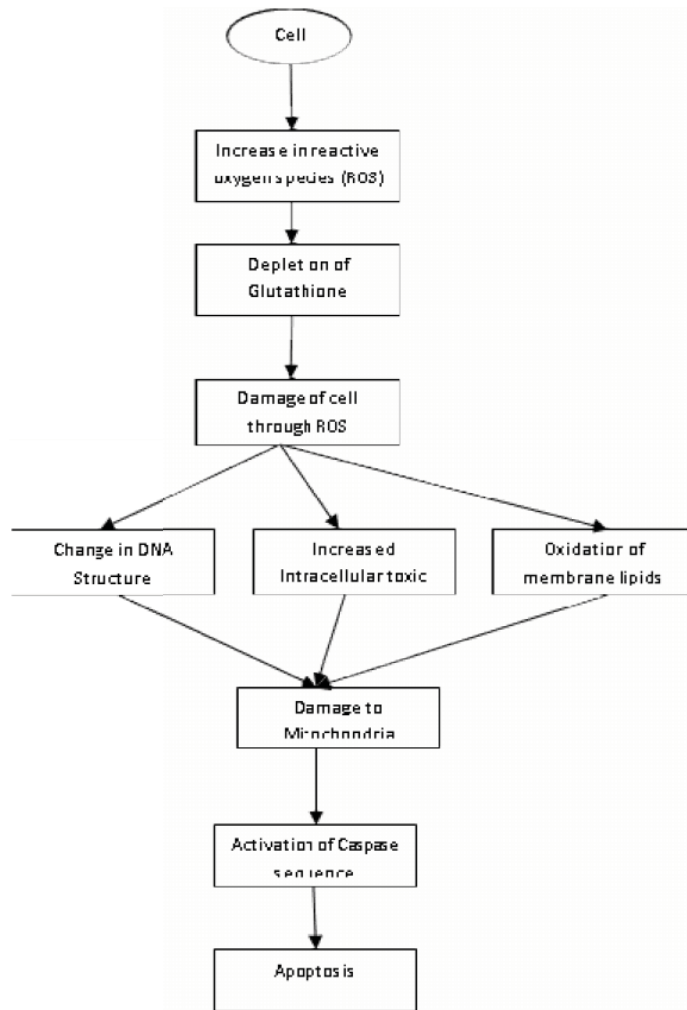 Cell
Increase in reactive
oxygen species (ROS)
Depletion of
Glutathione
Damage of cell
through ROS
Change in DNA
Structure
Increased
Intracellular toxic
Oxidation of
membrane lipids
Damage to
Mitochondria
Activation of Caspase
sequence
Apoptosis